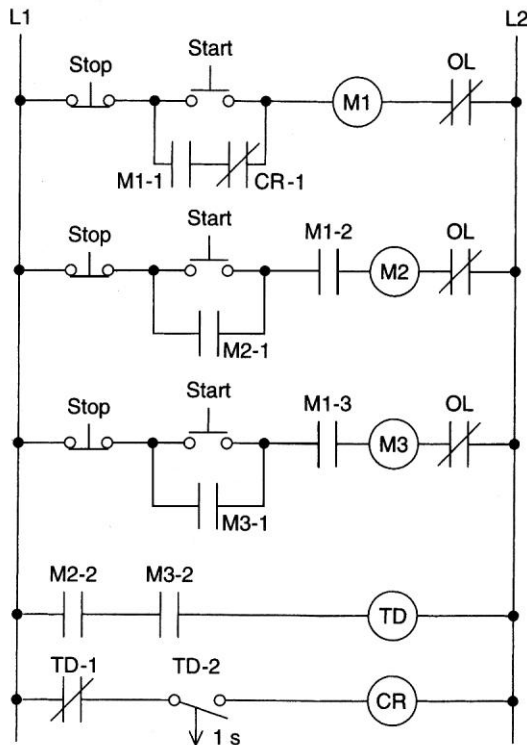 L1 L2
Stop Start OL
M1
M1-1 CR-1
Stop Start M1-2 OL
M2
M2-1
Stop Start M1-3 OL
M3
M3-1
M2-2 M3-2
TD
TD-1 TD-2
CR
1 s